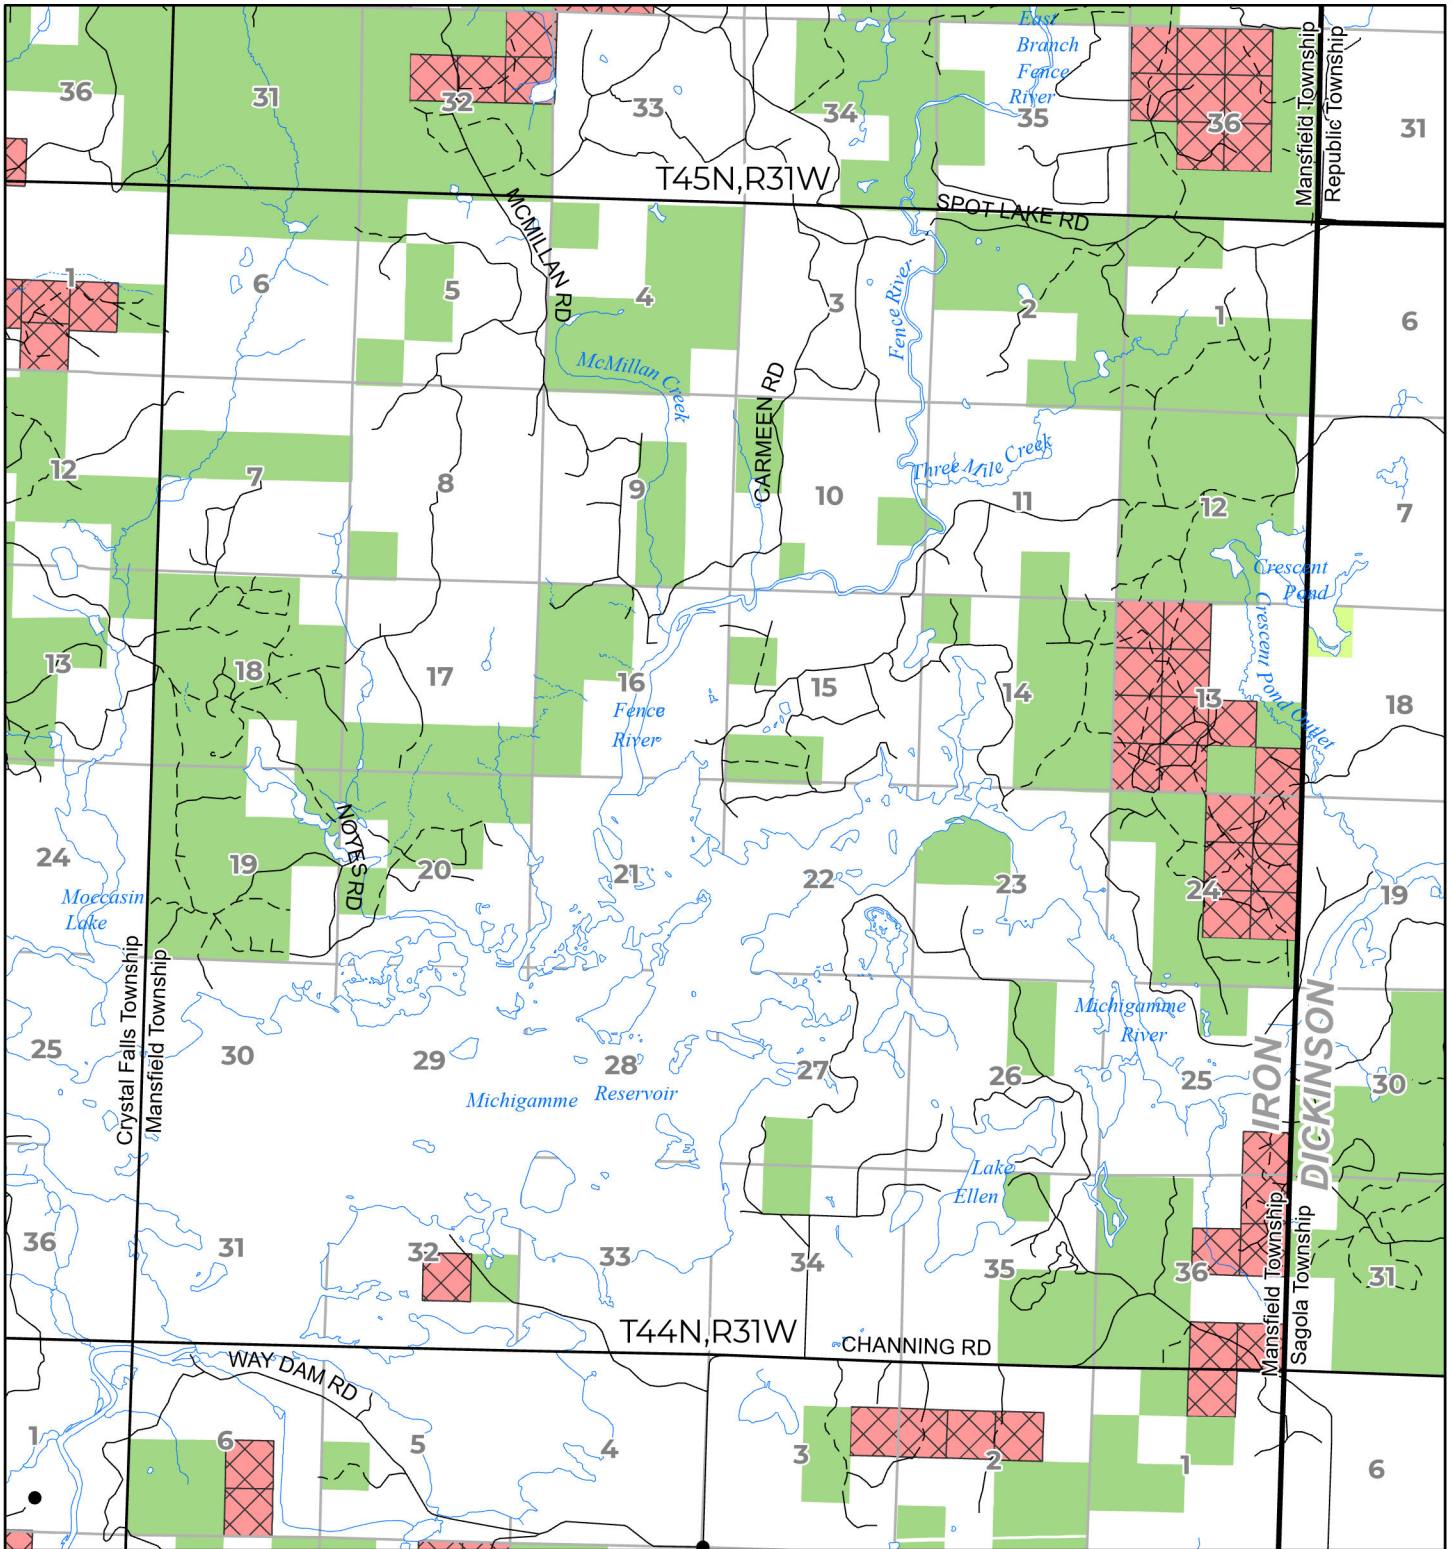 East
Branch
Fence
River
36
31
32
33
34
35
36
31
Mansfield Township
Republic Township
T45N,R31W
SPOT LAKE RD
MCMILLAN RD
1
6
5
4
3
2
1
6
Fence River
McMillan Creek
CARMEEN RD
Three Mile Creek
12
7
8
9
10
11
12
7
Crescent
Pond
Crescent Pond Outlet
13
18
17
16
15
14
13
18
Fence
River
NOYES RD
24
19
20
21
22
23
24
19
Moccasin
Lake
Crystal Falls Township
Mansfield Township
Michigamme
River
25
30
29
28
27
26
25
30
Michigamme Reservoir
IRON
DICKINSON
Lake
Ellen
36
31
32
33
34
35
36
31
Mansfield Township
Sagola Township
T44N,R31W
CHANNING RD
WAY DAM RD
1
6
5
4
3
2
1
6